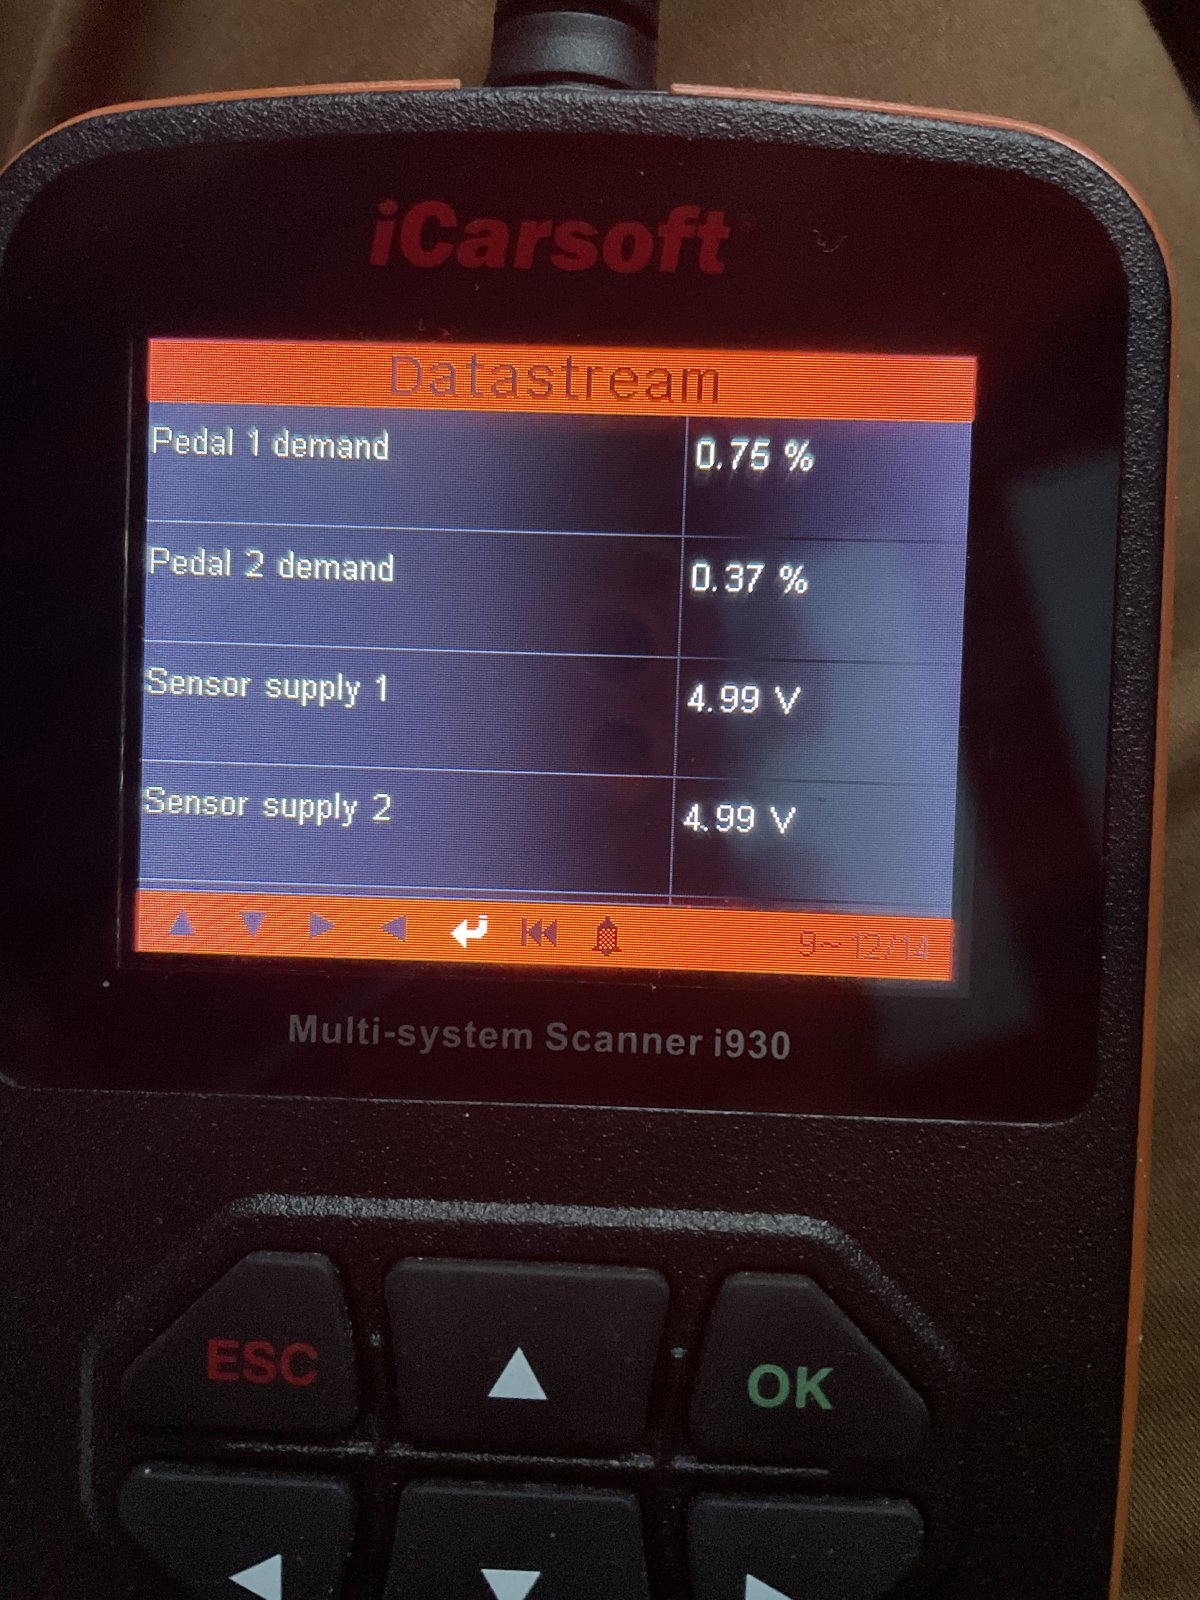 iCarsoft
Datastream
Pedal 1 demand 0.75 %
Pedal 2 demand 0.37 %
Sensor supply 1 4.99 V
Sensor supply 2 4.99 V
9~12/14
Multi-system Scanner i930
ESC
OK